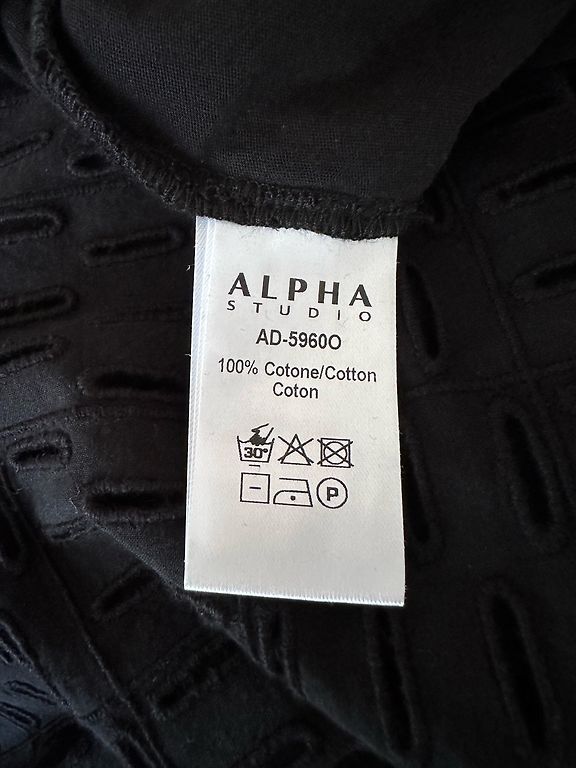 ALPHA
STUDIO
AD-5960O
100% Cotone/Cotton
Coton
30°
P